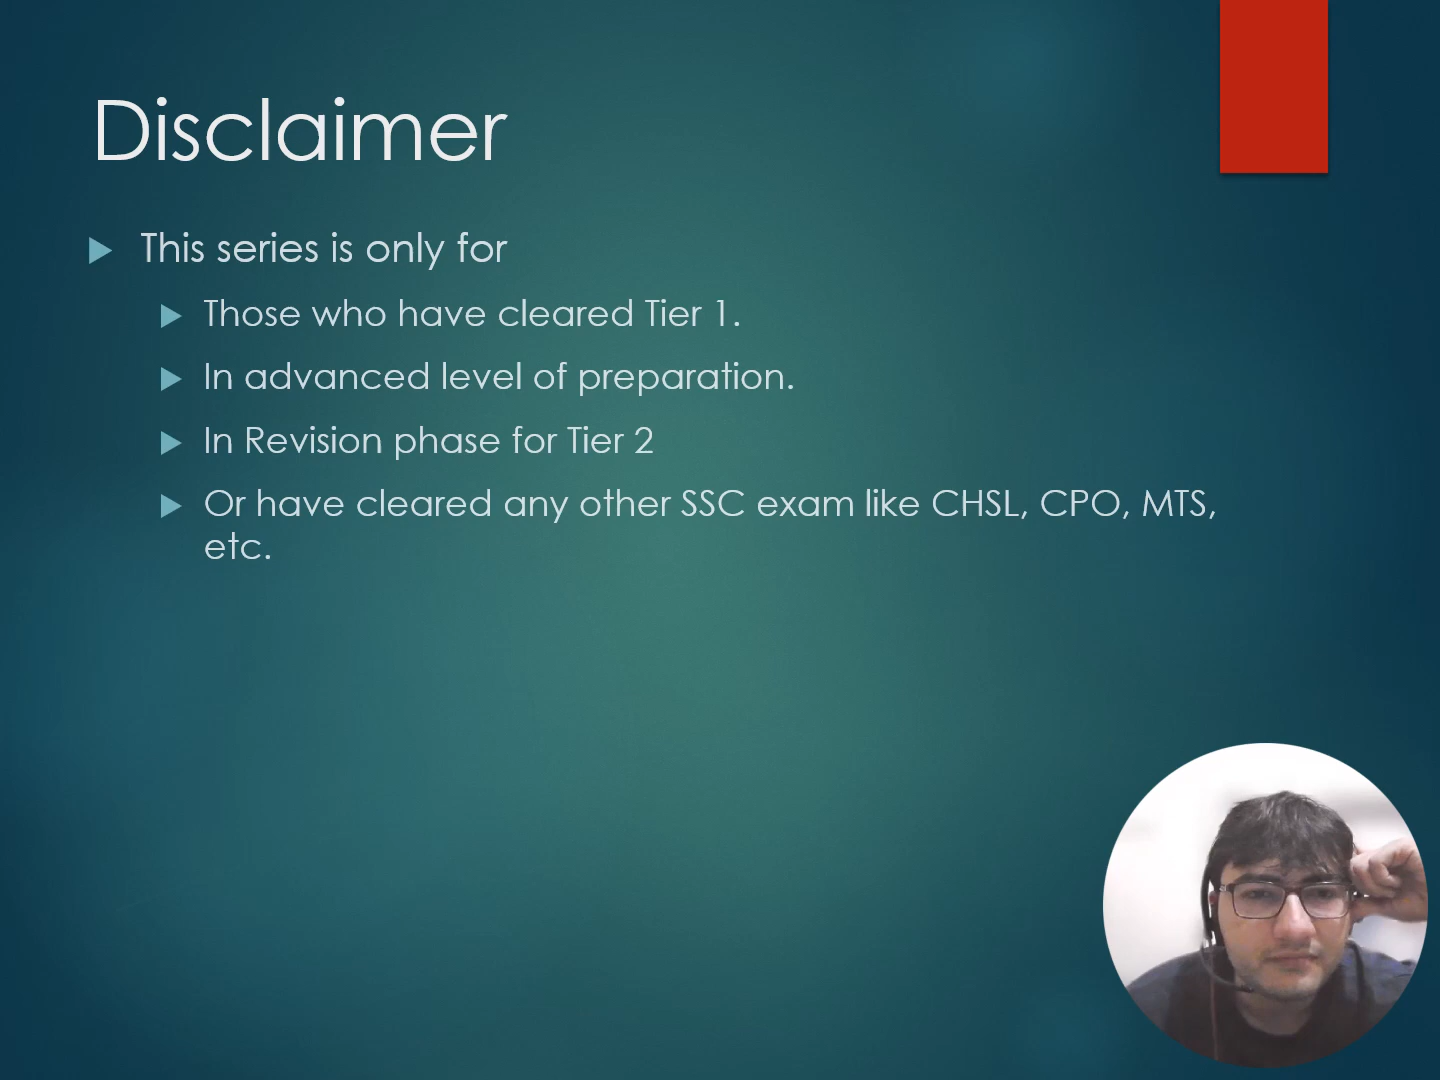 Disclaimer
This series is only for
Those who have cleared Tier 1.
In advanced level of preparation.
In Revision phase for Tier 2
Or have cleared any other SSC exam like CHSL, CPO, MTS,
etc.